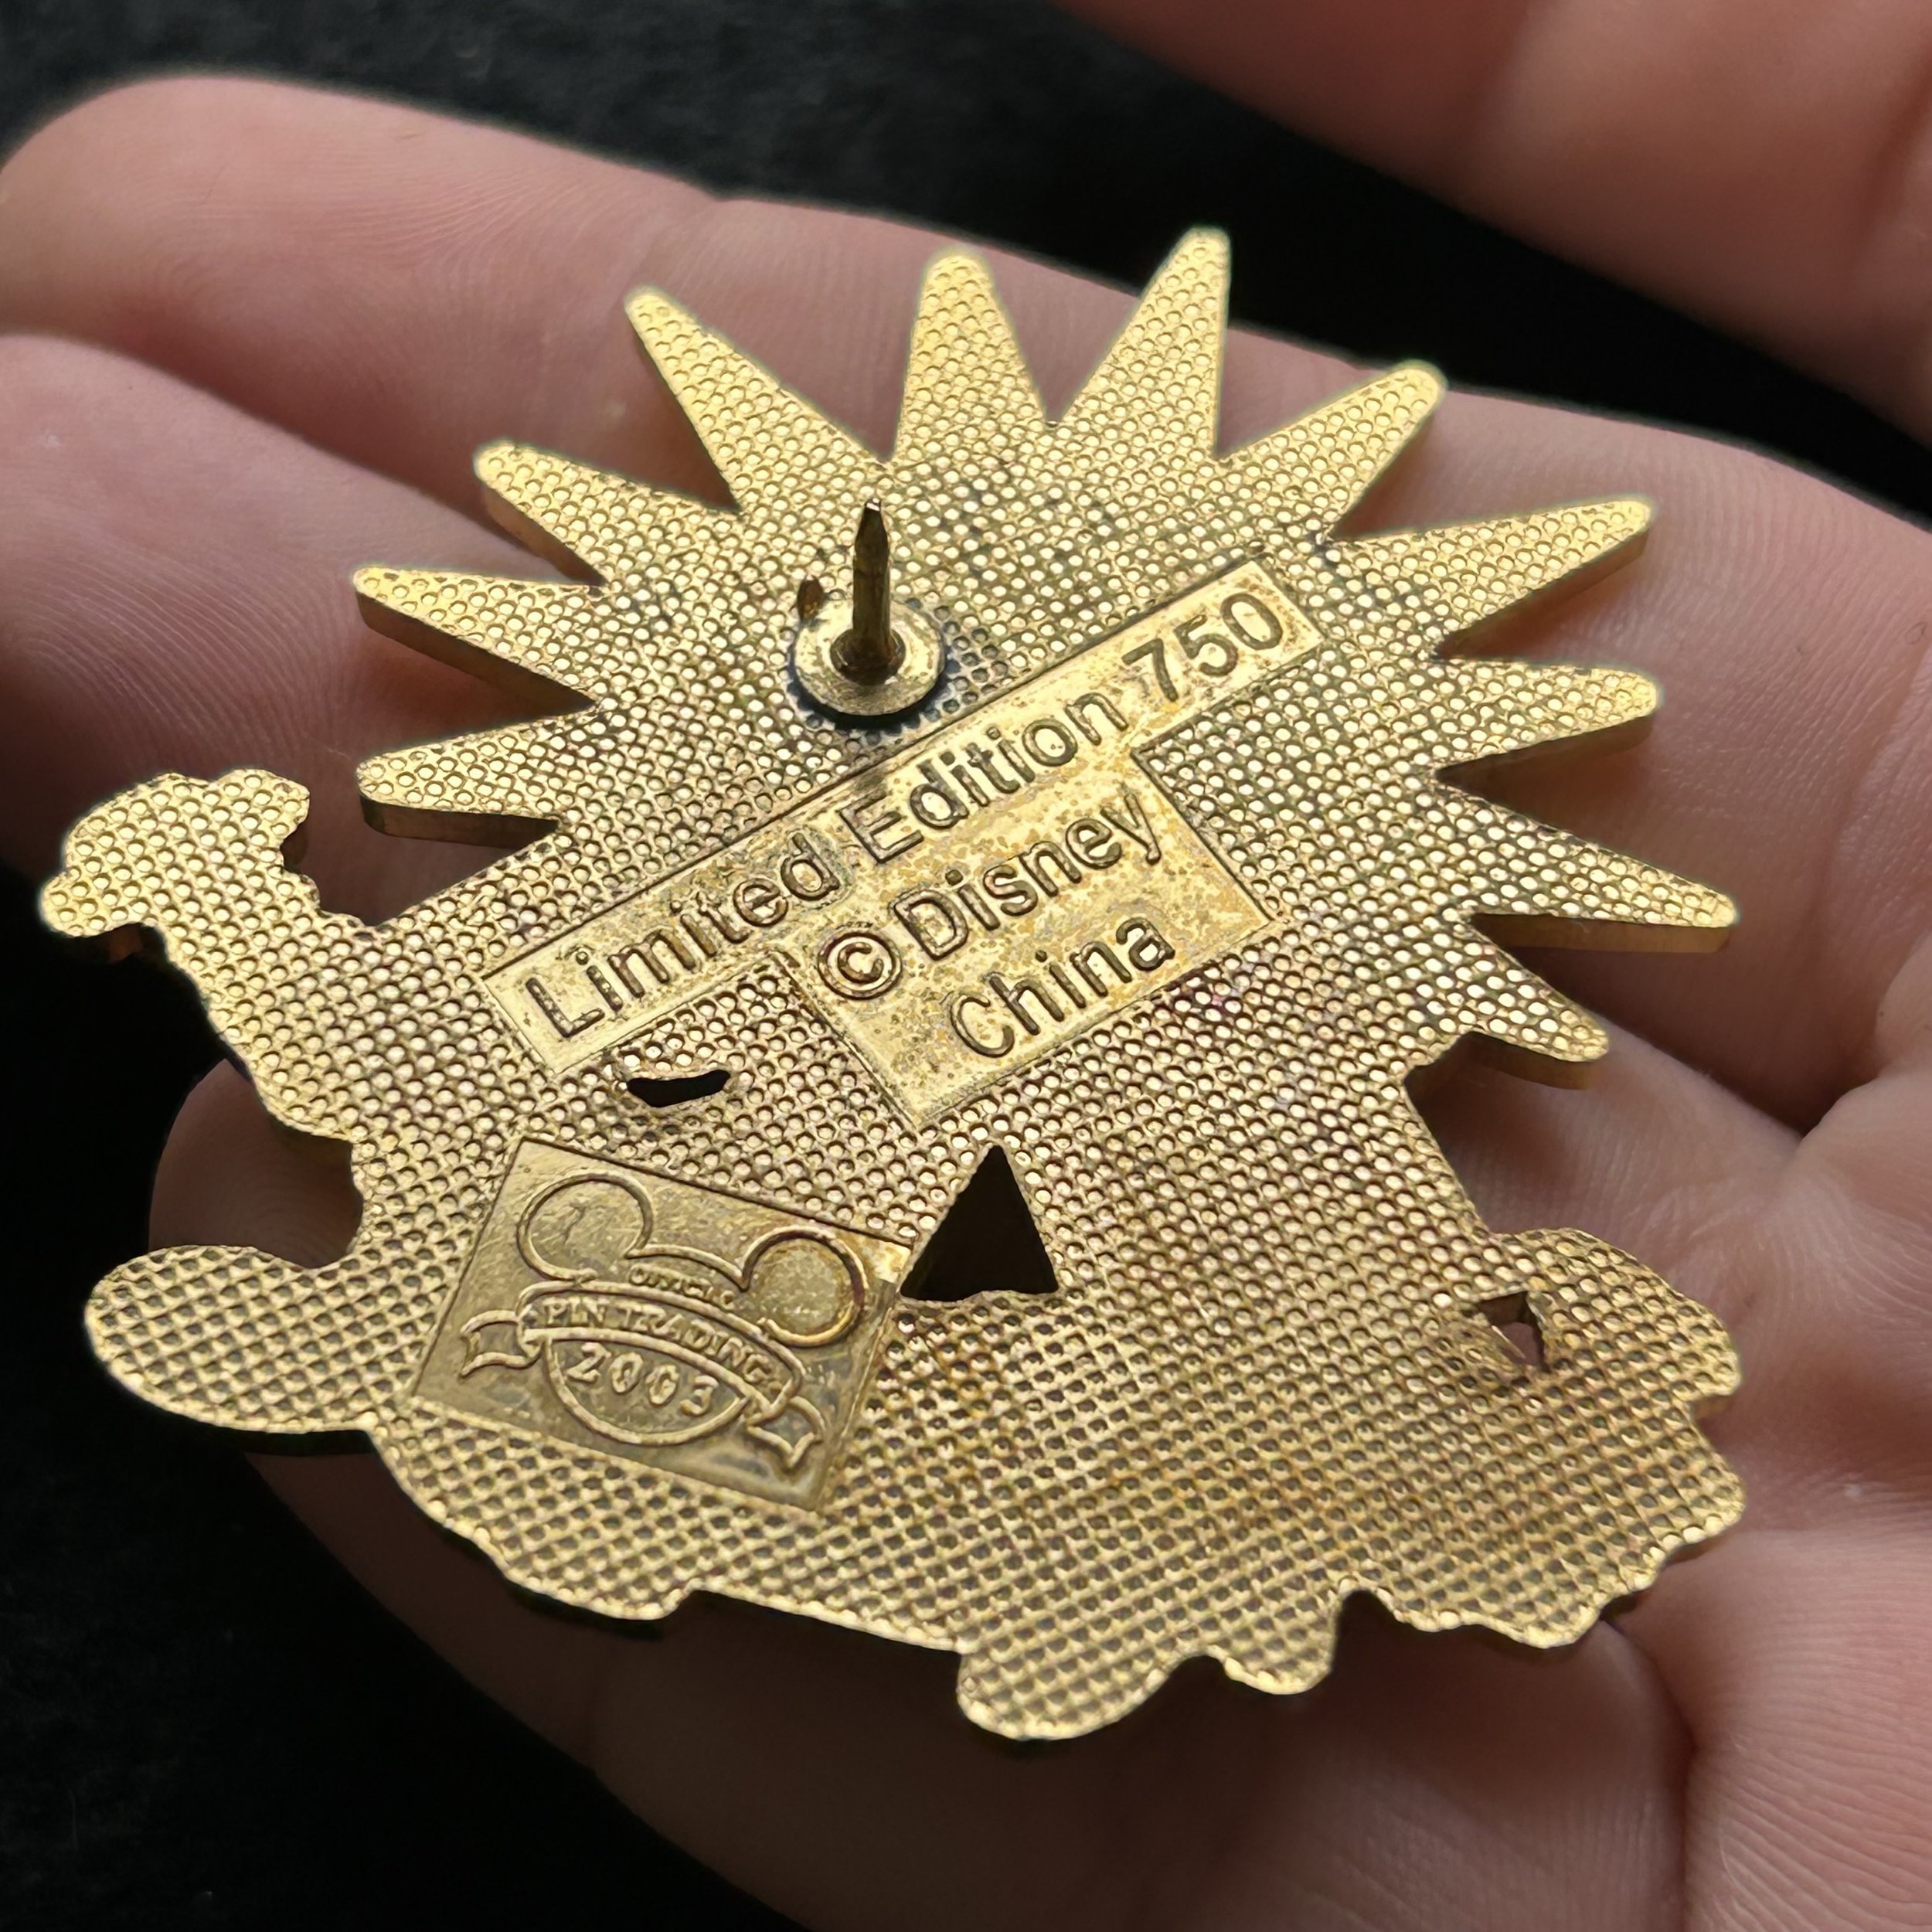 Limited Edition 750
©Disney
China
OFFICIAL
PIN TRADING
2003